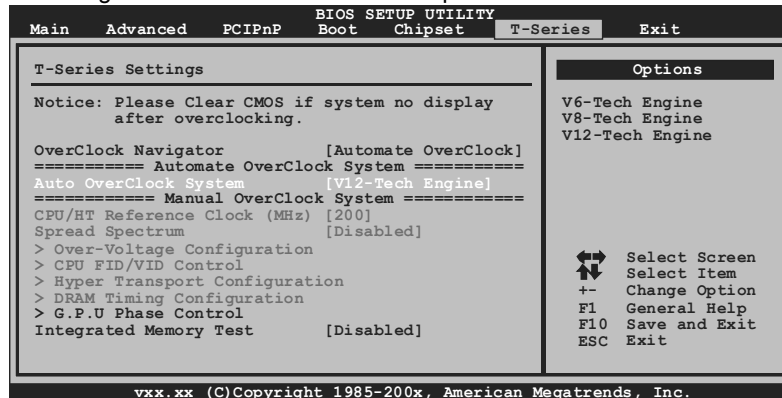 BIOS SETUP UTILITY
Main Advanced PCIPnP Boot Chipset T-Series Exit
T-Series Settings
Notice: Please Clear CMOS if system no display
after overclocking.
OverClock Navigator [Automate OverClock]
=========== Automate OverClock System ===========
Auto OverClock System [V12-Tech Engine]
============ Manual OverClock System ============
CPU/HT Reference Clock (MHz) [200]
Spread Spectrum [Disabled]
> Over-Voltage Configuration
> CPU FID/VID Control
> Hyper Transport Configuration
> DRAM Timing Configuration
> G.P.U Phase Control
Integrated Memory Test [Disabled]
Options
V6-Tech Engine
V8-Tech Engine
V12-Tech Engine
Select Screen
Select Item
+- Change Option
F1 General Help
F10 Save and Exit
ESC Exit
vxx.xx (C)Copyright 1985-200x, American Megatrends, Inc.